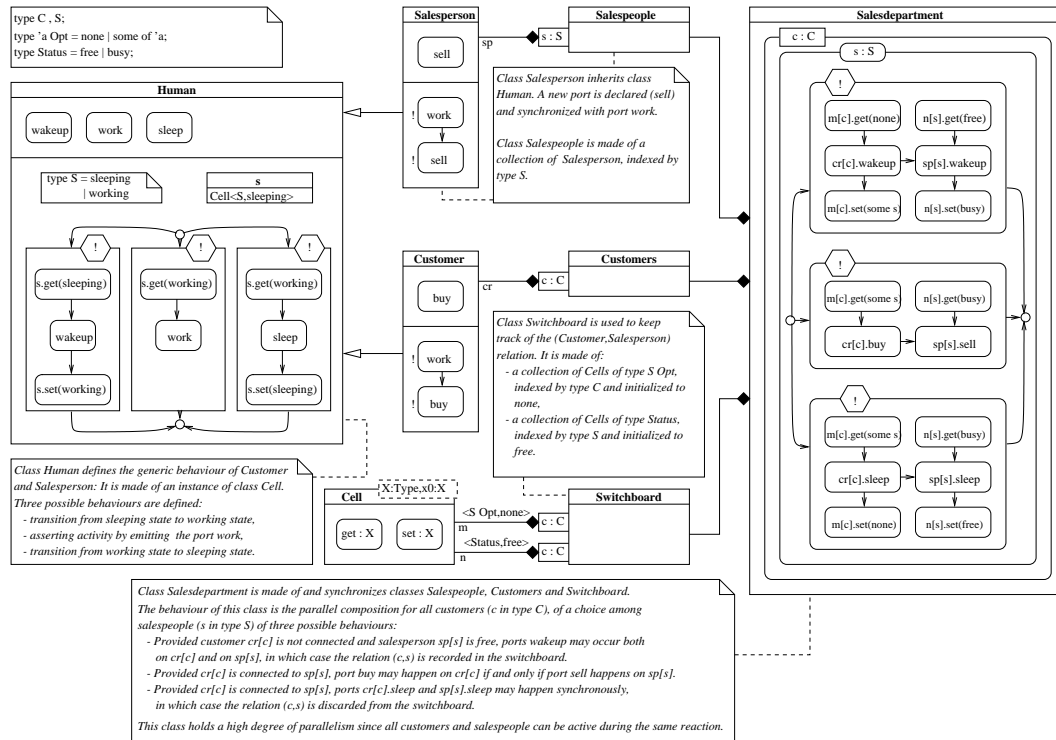 type C , S;
type 'a Opt = none | some of 'a;
type Status = free | busy;
Human
wakeup
work
sleep
type S = sleeping
| working
s
Cell<S,sleeping>
!
!
!
s.get(sleeping)
s.get(working)
s.get(working)
wakeup
work
sleep
s.set(working)
s.set(sleeping)
Class Human defines the generic behaviour of Customer
and Salesperson: It is made of an instance of class Cell.
Three possible behaviours are defined:
- transition from sleeping state to working state,
- asserting activity by emitting the port work,
- transition from working state to sleeping state.
Salesperson
sell
! work
! sell
sp
s : S
Salespeople
Class Salesperson inherits class
Human. A new port is declared (sell)
and synchronized with port work.
Class Salespeople is made of a
collection of Salesperson, indexed by
type S.
Customer
buy
! work
! buy
cr
c : C
Customers
Class Switchboard is used to keep
track of the (Customer,Salesperson)
relation. It is made of:
- a collection of Cells of type S Opt,
indexed by type C and initialized to
none,
- a collection of Cells of type Status,
indexed by type S and initialized to
free.
X:Type,x0:X
Cell
get : X
set : X
<S Opt,none>
m
c : C
<Status,free>
n
c : C
Switchboard
Salesdepartment
c : C
s : S
!
m[c].get(none)
n[s].get(free)
cr[c].wakeup
sp[s].wakeup
m[c].set(some s)
n[s].set(busy)
!
m[c].get(some s)
n[s].get(busy)
cr[c].buy
sp[s].sell
!
m[c].get(some s)
n[s].get(busy)
cr[c].sleep
sp[s].sleep
m[c].set(none)
n[s].set(free)
Class Salesdepartment is made of and synchronizes classes Salespeople, Customers and Switchboard.
The behaviour of this class is the parallel composition for all customers (c in type C), of a choice among
salespeople (s in type S) of three possible behaviours:
- Provided customer cr[c] is not connected and salesperson sp[s] is free, ports wakeup may occur both
on cr[c] and on sp[s], in which case the relation (c,s) is recorded in the switchboard.
- Provided cr[c] is connected to sp[s], port buy may happen on cr[c] if and only if port sell happens on sp[s].
- Provided cr[c] is connected to sp[s], ports cr[c].sleep and sp[s].sleep may happen synchronously,
in which case the relation (c,s) is discarded from the switchboard.
This class holds a high degree of parallelism since all customers and salespeople can be active during the same reaction.